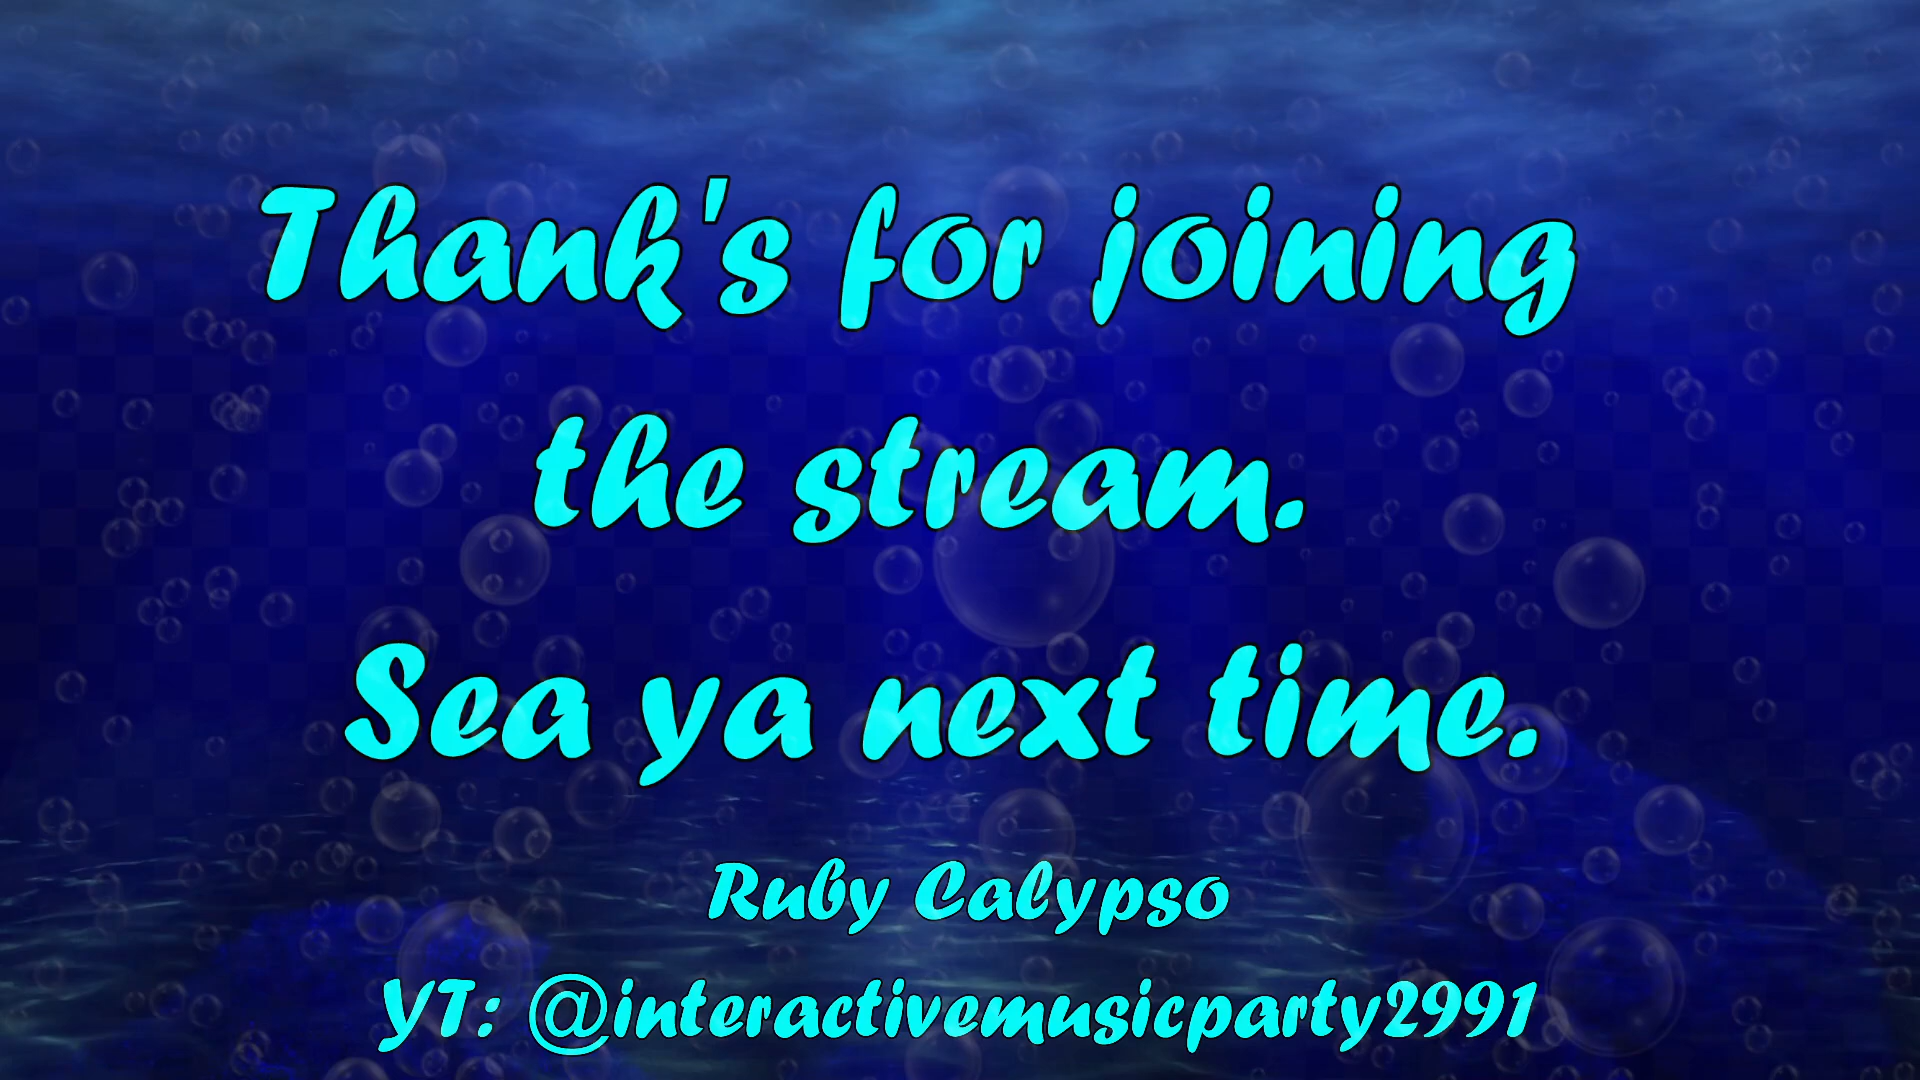 Thank's for joining
the stream.
Sea ya next time.
Ruby Calypso
YT: @interactivemusicparty2991